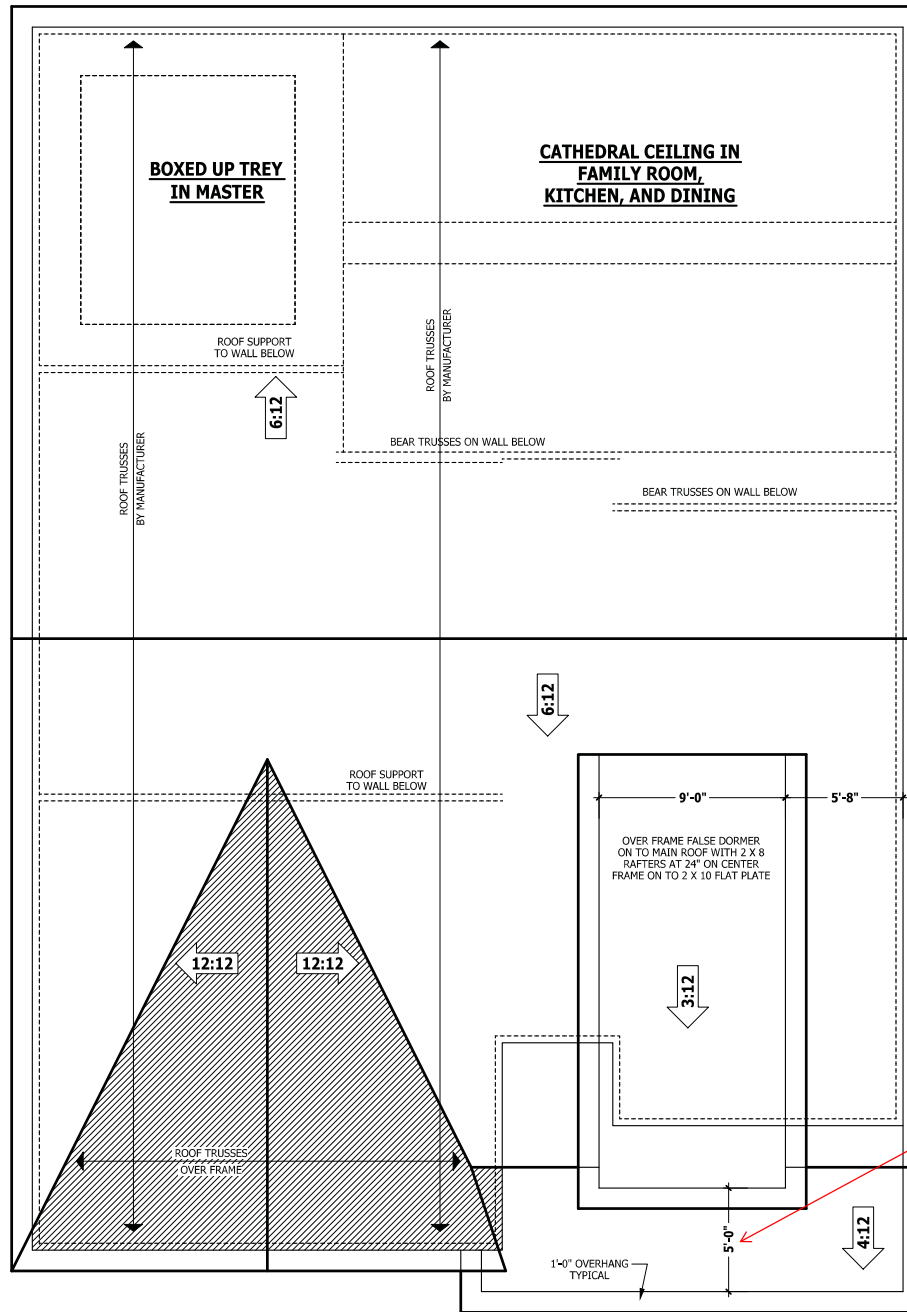 BOXED UP TREY
IN MASTER
CATHEDRAL CEILING IN
FAMILY ROOM,
KITCHEN, AND DINING
ROOF SUPPORT
TO WALL BELOW
6:12
ROOF TRUSSES
BY MANUFACTURER
ROOF TRUSSES
BY MANUFACTURER
BEAR TRUSSES ON WALL BELOW
BEAR TRUSSES ON WALL BELOW
6:12
ROOF SUPPORT
TO WALL BELOW
9'-0"
5'-8"
OVER FRAME FALSE DORMER
ON TO MAIN ROOF WITH 2 X 8
RAFTERS AT 24" ON CENTER
FRAME ON TO 2 X 10 FLAT PLATE
12:12
12:12
3:12
ROOF TRUSSES
OVER FRAME
5'-0"
4:12
1'-0" OVERHANG
TYPICAL